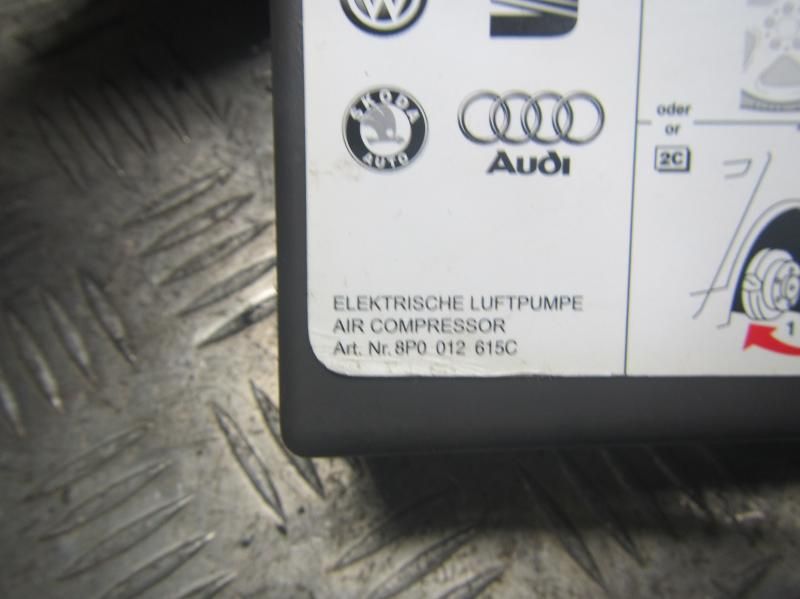 ŠKODA
AUTO
Audi
oder
or
2C
ELEKTRISCHE LUFTPUMPE
AIR COMPRESSOR
Art. Nr. 8P0 012 615C
1